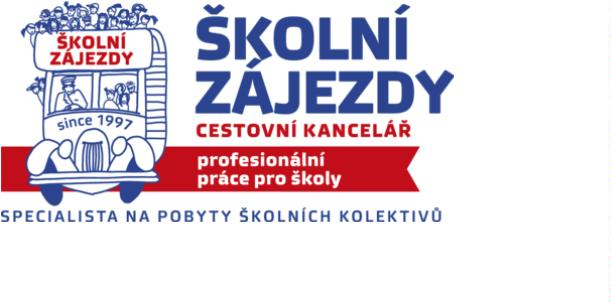 ŠKOLNÍ
ZÁJEZDY
since 1997
ŠKOLNÍ
ZÁJEZDY
CESTOVNÍ KANCELÁŘ
profesionální
práce pro školy
SPECIALISTA NA POBYTY ŠKOLNÍCH KOLEKTIVŮ